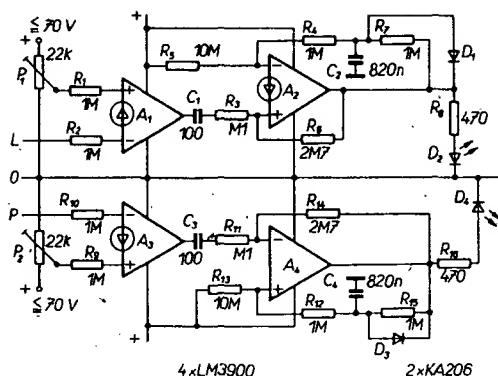 ≤ 70 V
+
22k
P1
R1
1M
L
R2
1M
0
A1
C1
100
R3
M1
R5
10M
A2
R4
1M
C2
820n
R7
1M
R6
2M7
D1
R8
470
D2
P
R10
1M
P2
22k
R9
1M
+
≤ 70 V
A3
C3
100
R11
M1
R13
10M
A4
R14
2M7
R12
1M
C4
820n
R15
1M
D3
R16
470
D4
+
+
4×LM3900
2×KA206